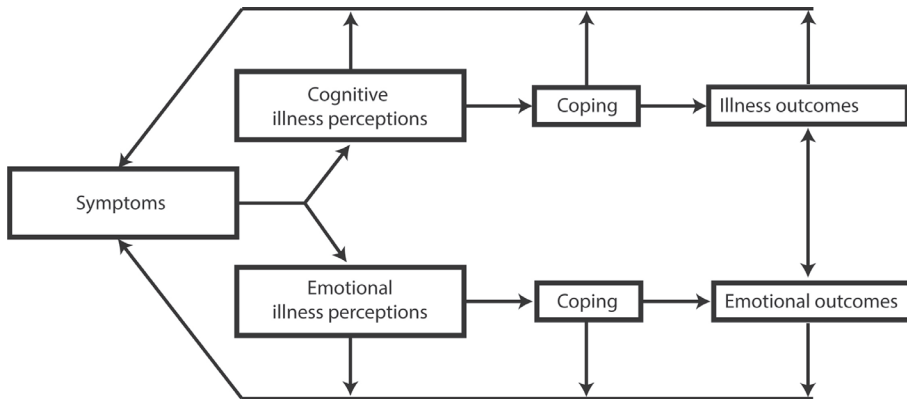 Cognitive
illness perceptions
Coping
Illness outcomes
Symptoms
Emotional
illness perceptions
Coping
Emotional outcomes